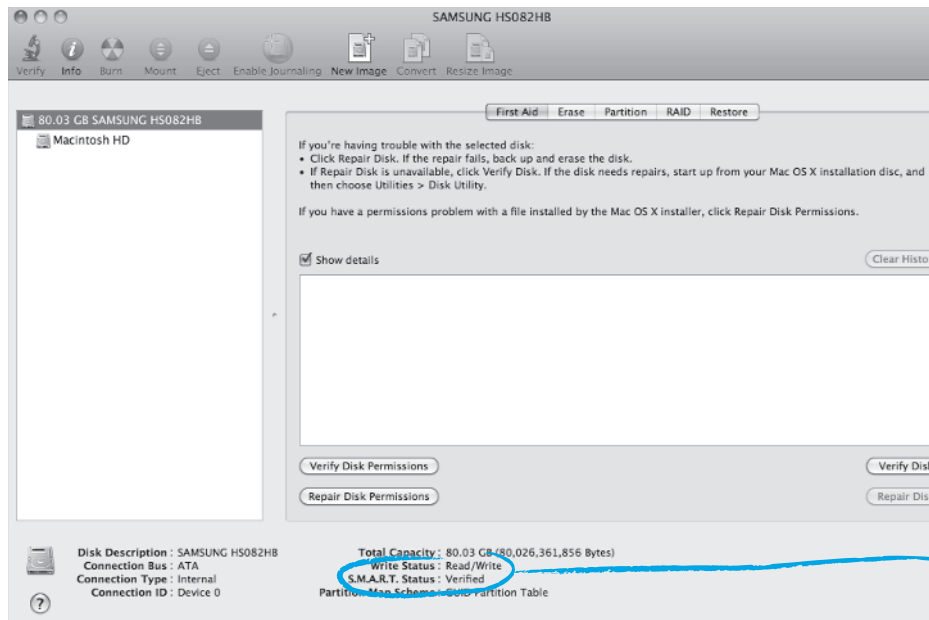 SAMSUNG HS082HB
Verify Info Burn Mount Eject Enable Journaling New Image Convert Resize Image
80.03 GB SAMSUNG HS082HB
Macintosh HD
First Aid Erase Partition RAID Restore
If you're having trouble with the selected disk:
• Click Repair Disk. If the repair fails, back up and erase the disk.
• If Repair Disk is unavailable, click Verify Disk. If the disk needs repairs, start up from your Mac OS X installation disc, and
then choose Utilities > Disk Utility.
If you have a permissions problem with a file installed by the Mac OS X installer, click Repair Disk Permissions.
Show details
Clear Histo
Verify Disk Permissions
Verify Dis
Repair Disk Permissions
Repair Dis
Disk Description : SAMSUNG HS082HB
Connection Bus : ATA
Connection Type : Internal
Connection ID : Device 0
Total Capacity : 80.03 GB (80,026,361,856 Bytes)
Write Status : Read/Write
S.M.A.R.T. Status : Verified
Partition Map Scheme : GUID Partition Table
?